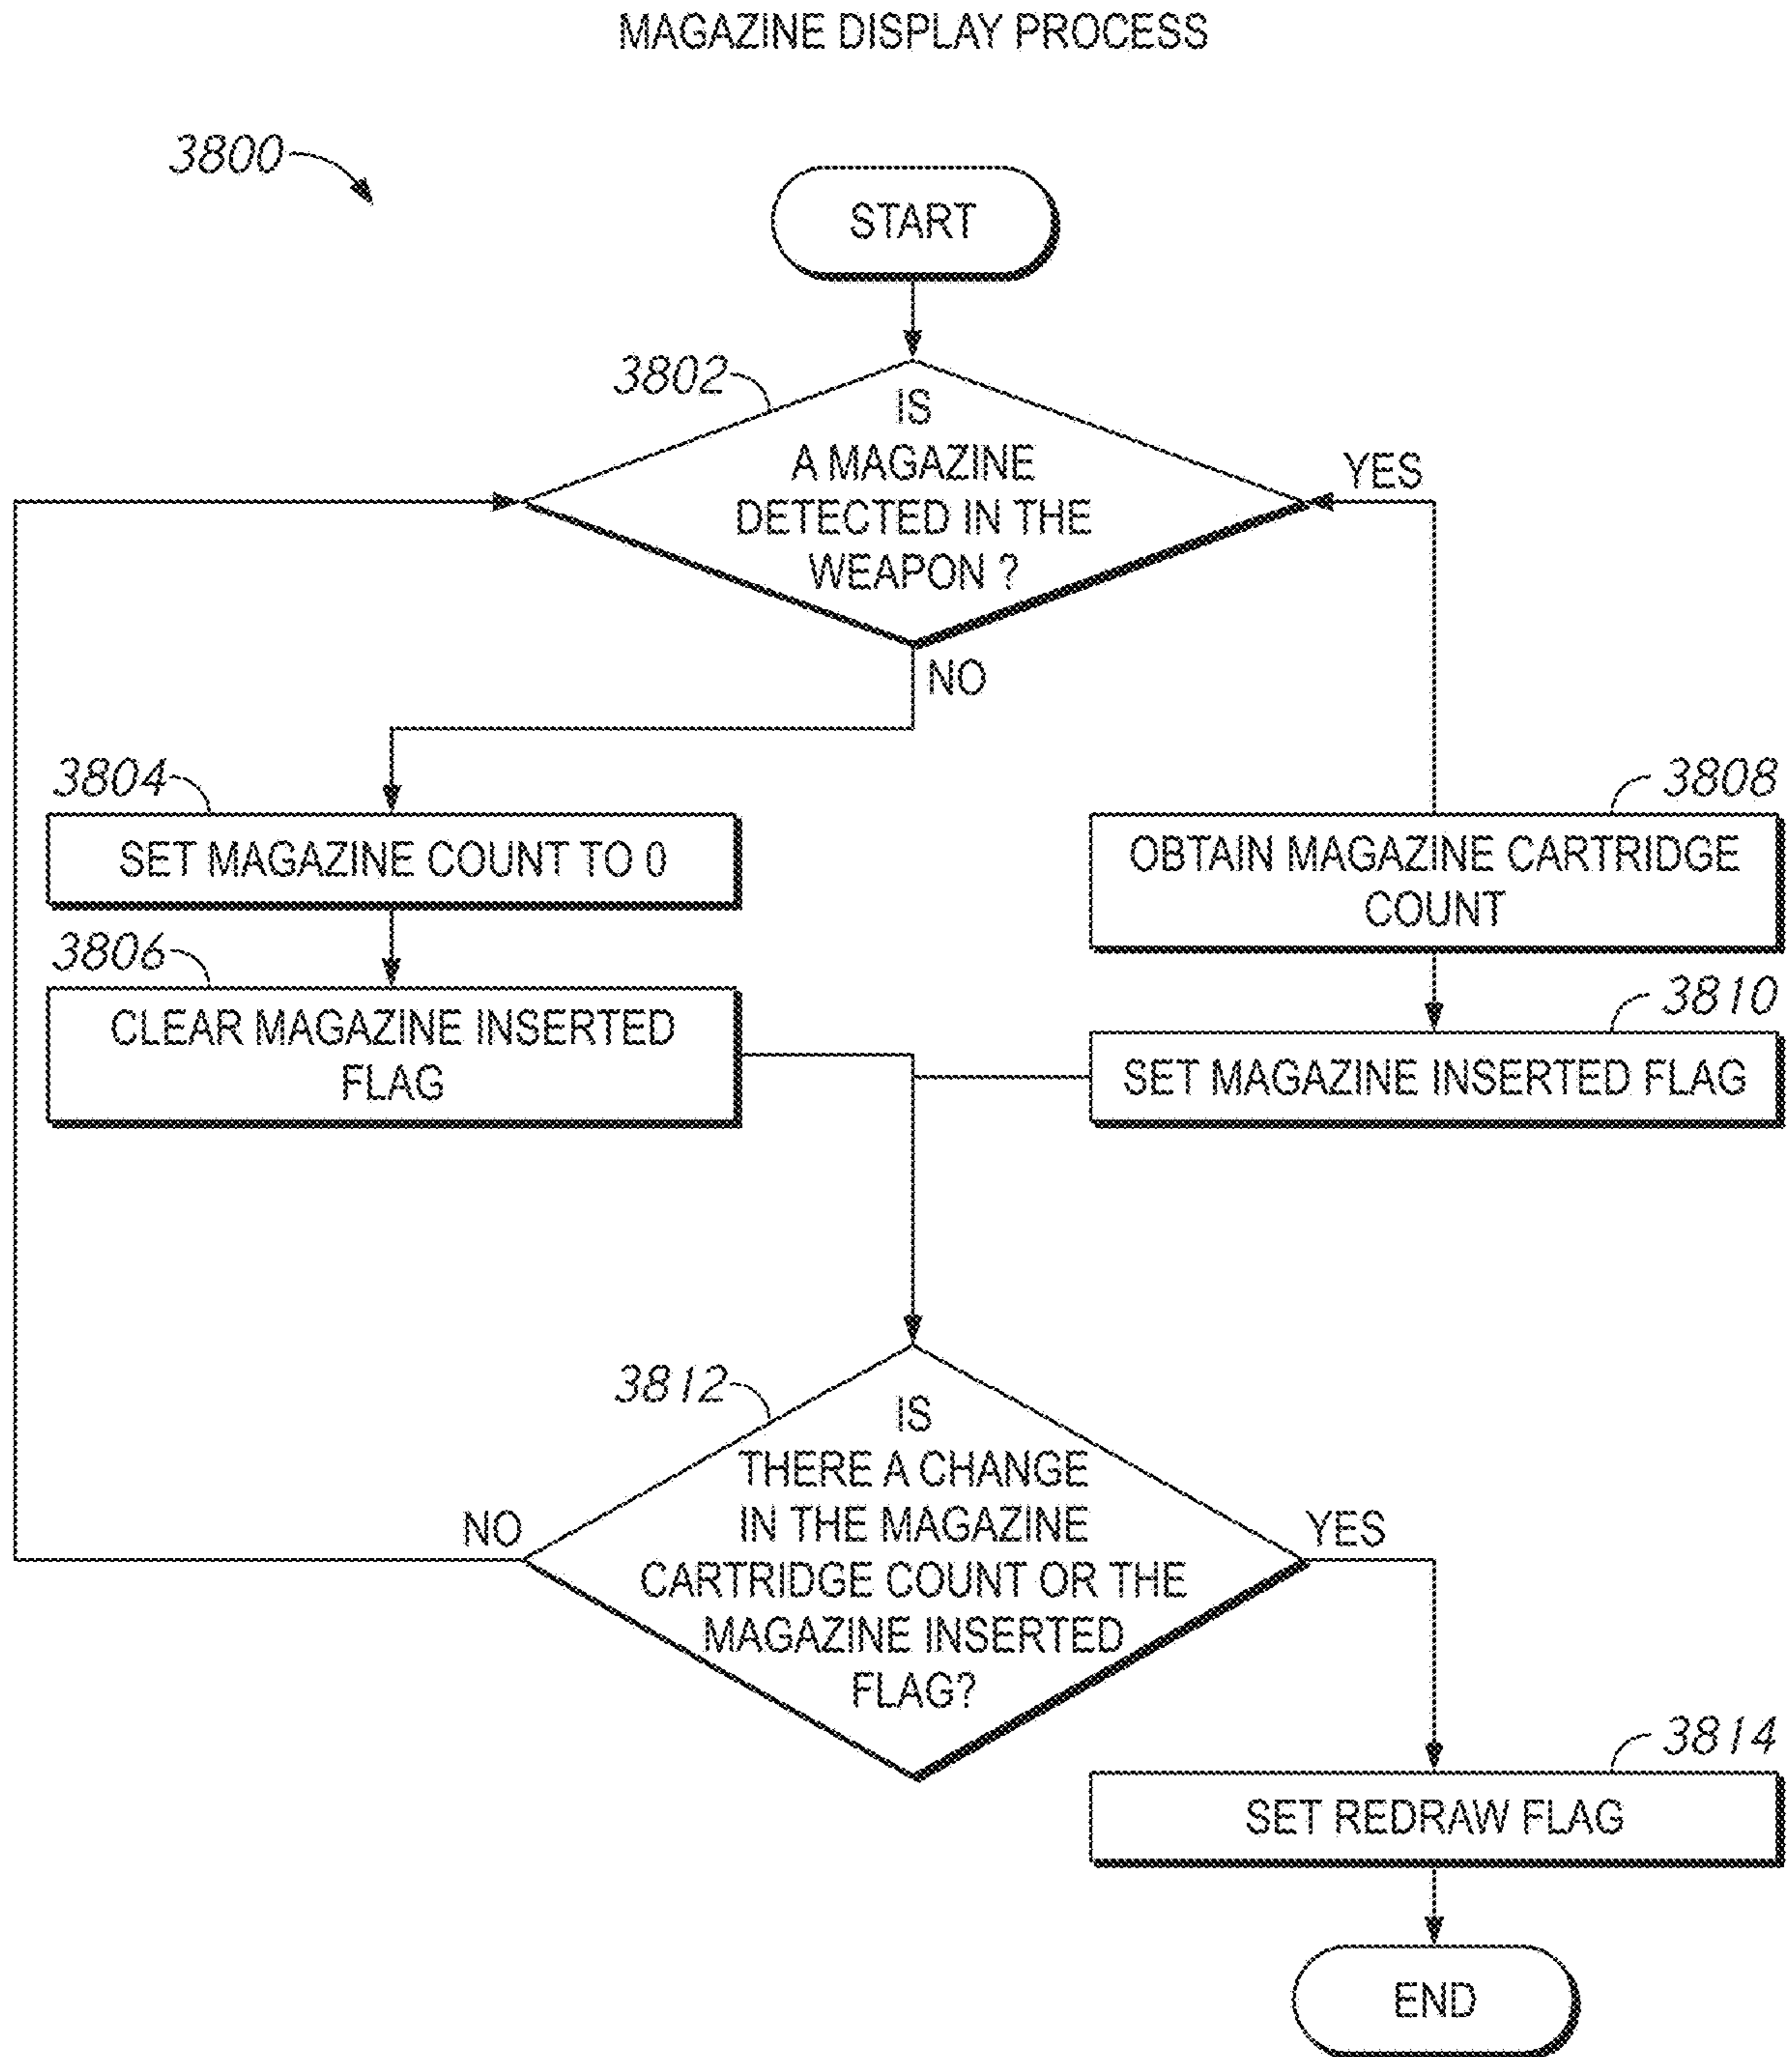 MAGAZINE DISPLAY PROCESS
3800
START
3802
IS
A MAGAZINE
DETECTED IN THE
WEAPON ?
YES
NO
3804
SET MAGAZINE COUNT TO 0
3808
OBTAIN MAGAZINE CARTRIDGE
COUNT
3806
CLEAR MAGAZINE INSERTED
FLAG
3810
SET MAGAZINE INSERTED FLAG
3812
IS
THERE A CHANGE
IN THE MAGAZINE
CARTRIDGE COUNT OR THE
MAGAZINE INSERTED
FLAG?
NO
YES
3814
SET REDRAW FLAG
END